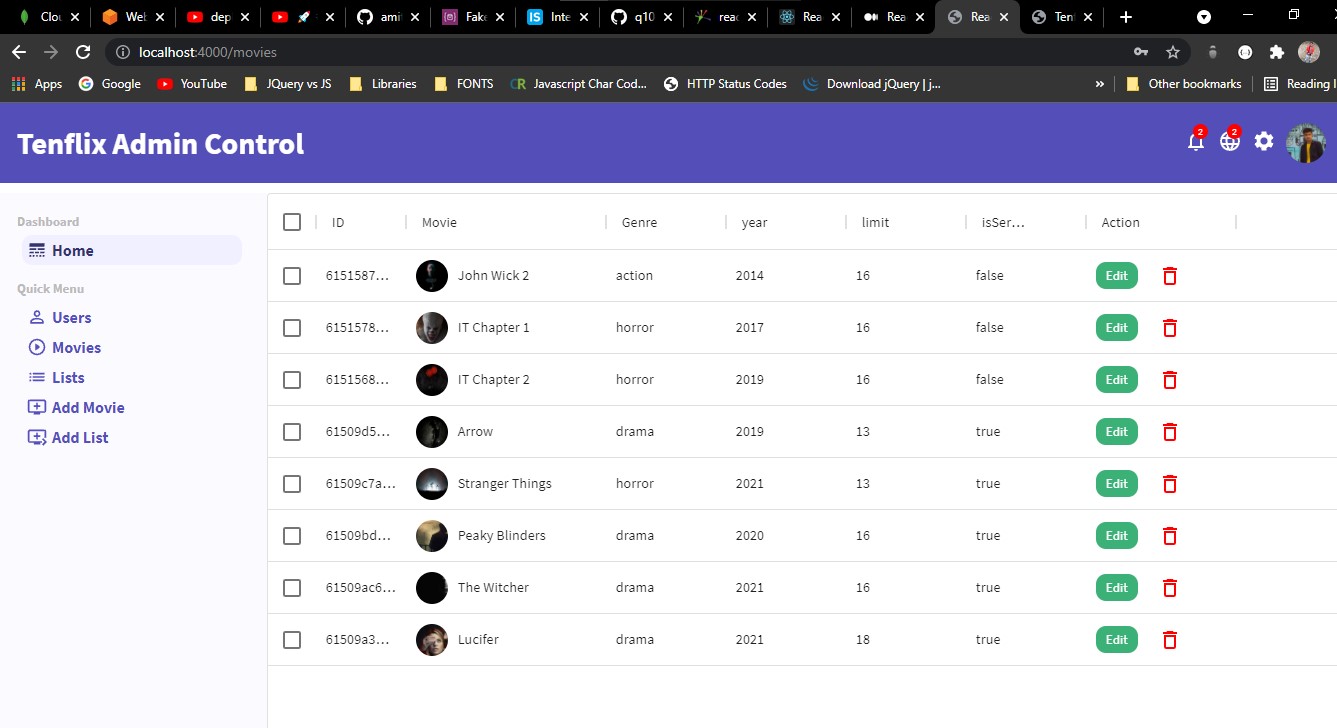 Clou Web dep 🚀 ami Fake Inte q10 reac Rea Rea Rea Tenf
localhost:4000/movies
Apps Google YouTube JQuery vs JS Libraries FONTS CR Javascript Char Cod... HTTP Status Codes Download jQuery | j... » Other bookmarks Reading l
Tenflix Admin Control
2 2
Dashboard
Home
Quick Menu
Users
Movies
Lists
Add Movie
Add List
ID Movie Genre year limit isSer... Action
6151587... John Wick 2 action 2014 16 false Edit
6151578... IT Chapter 1 horror 2017 16 false Edit
6151568... IT Chapter 2 horror 2019 16 false Edit
61509d5... Arrow drama 2019 13 true Edit
61509c7a... Stranger Things horror 2021 13 true Edit
61509bd... Peaky Blinders drama 2020 16 true Edit
61509ac6... The Witcher drama 2021 16 true Edit
61509a3... Lucifer drama 2021 18 true Edit